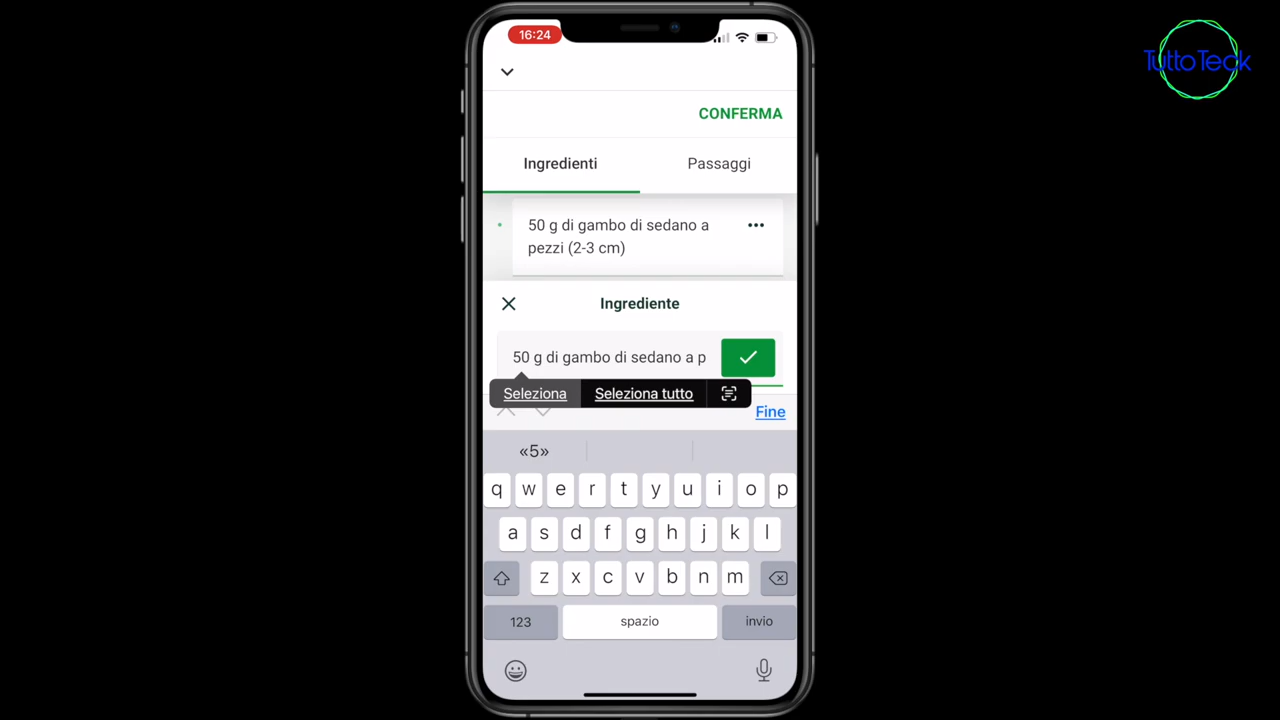 16:24
TuttoTeck
CONFERMA
Ingredienti Passaggi
50 g di gambo di sedano a
pezzi (2-3 cm)
Ingrediente
50 g di gambo di sedano a p
Seleziona Seleziona tutto
Fine
«5»
q w e r t y u i o p
a s d f g h j k l
z x c v b n m
123 spazio invio